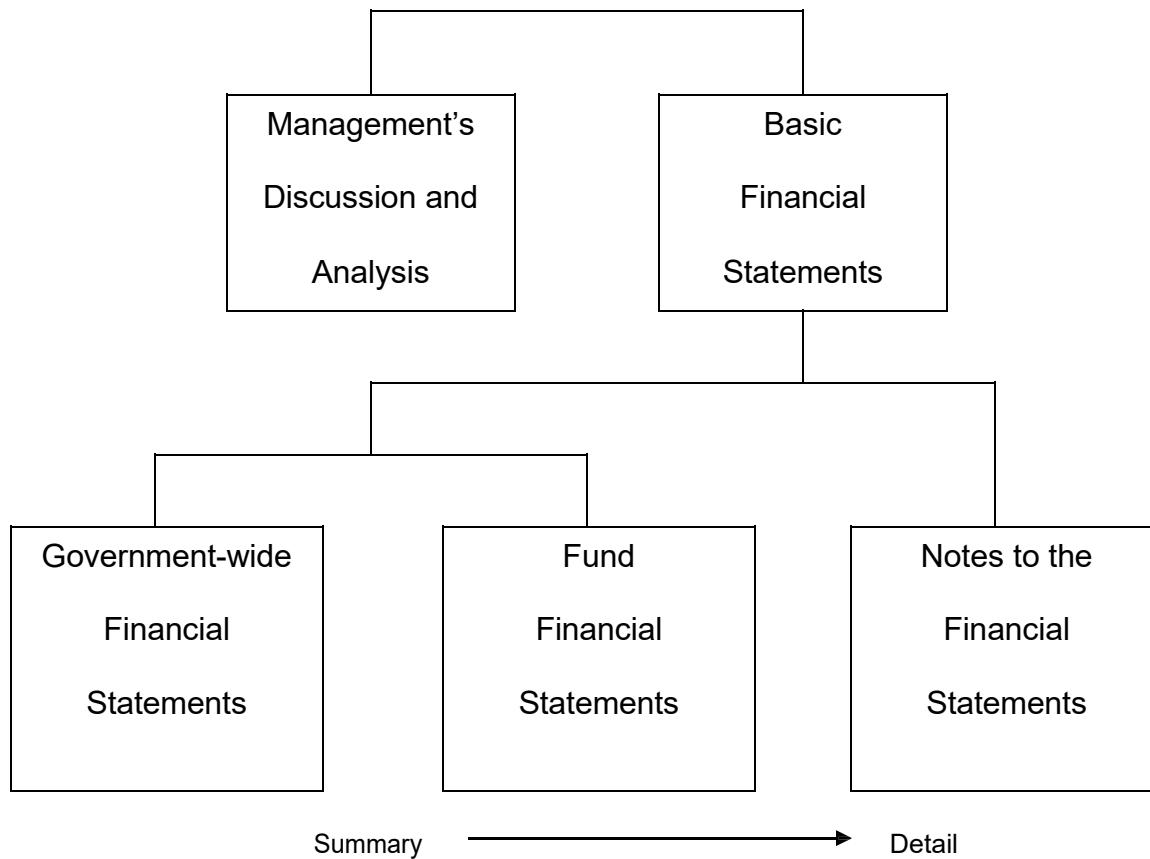 Management’s
Discussion and
Analysis
Basic
Financial
Statements
Government-wide
Financial
Statements
Fund
Financial
Statements
Notes to the
Financial
Statements
Summary
Detail